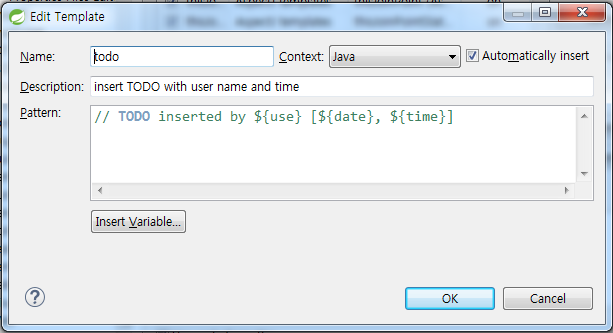 Edit Template
Name: todo Context: Java Automatically insert
Description: insert TODO with user name and time
Pattern: // TODO inserted by ${use} [${date}, ${time}]
Insert Variable...
OK Cancel